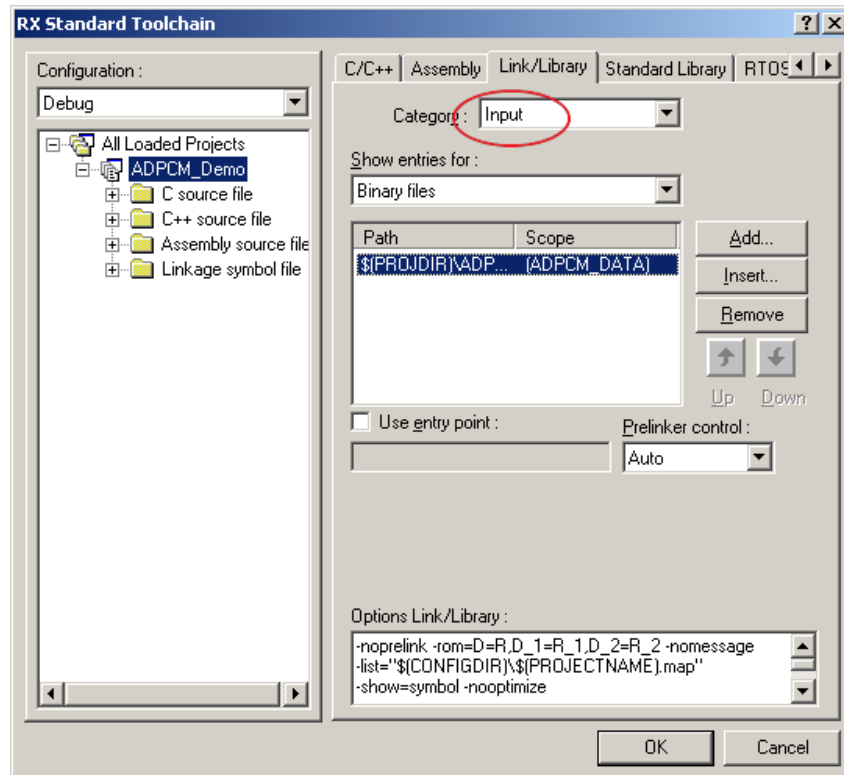 RX Standard Toolchain
Configuration :
Debug
All Loaded Projects
ADPCM_Demo
C source file
C++ source file
Assembly source file
Linkage symbol file
C/C++ Assembly Link/Library Standard Library RTOS
Category : Input
Show entries for :
Binary files
Path Scope
$(PROJDIR)\ADP... (ADPCM_DATA)
Add...
Insert...
Remove
Up Down
Use entry point :
Prelinker control :
Auto
Options Link/Library :
-noprelink -rom=D=R,D_1=R_1,D_2=R_2 -nomessage
-list="$(CONFIGDIR)\$(PROJECTNAME).map"
-show=symbol -nooptimize
OK Cancel